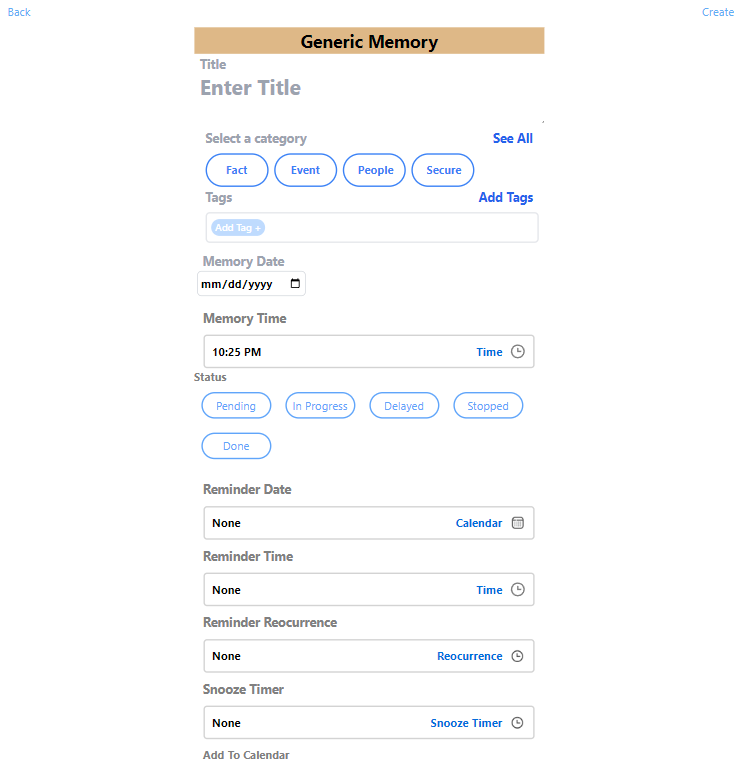 Back Create
Generic Memory
Title
Enter Title
Select a category See All
Fact Event People Secure
Tags Add Tags
Add Tag +
Memory Date
mm/dd/yyyy
Memory Time
10:25 PM Time
Status
Pending In Progress Delayed Stopped
Done
Reminder Date
None Calendar
Reminder Time
None Time
Reminder Reocurrence
None Reocurrence
Snooze Timer
None Snooze Timer
Add To Calendar